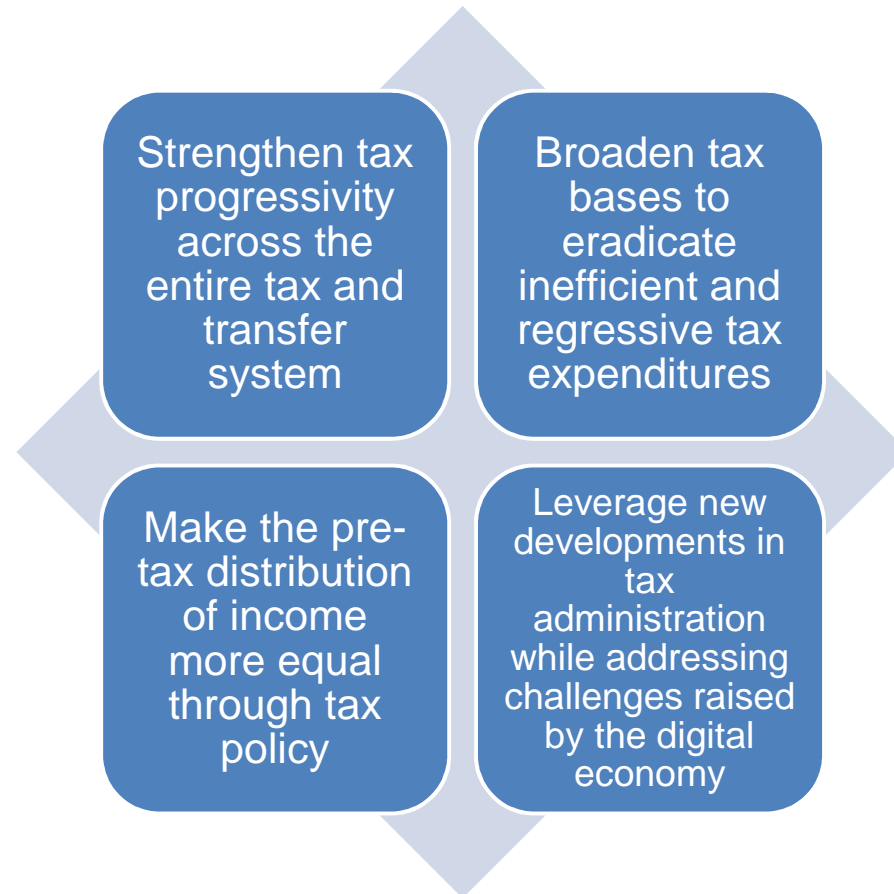 Strengthen tax
progressivity
across the
entire tax and
transfer
system
Broaden tax
bases to
eradicate
inefficient and
regressive tax
expenditures
Make the pre-
tax distribution
of income
more equal
through tax
policy
Leverage new
developments in
tax
administration
while addressing
challenges raised
by the digital
economy